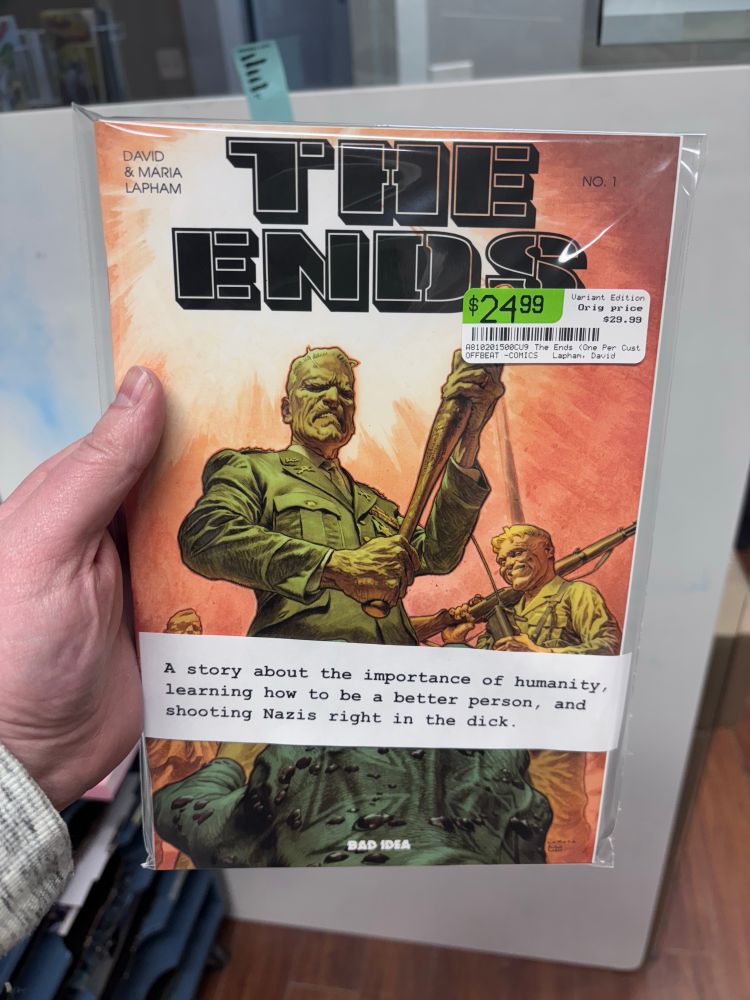 DAVID
& MARIA
LAPHAM
THE
ENDS
NO. 1
$24.99
Variant Edition
Orig price
$29.99
A810201500CU9 The Ends (One Per Cust
OFFBEAT -COMICS Lapham, David
A story about the importance of humanity,
learning how to be a better person, and
shooting Nazis right in the dick.
BAD IDEA